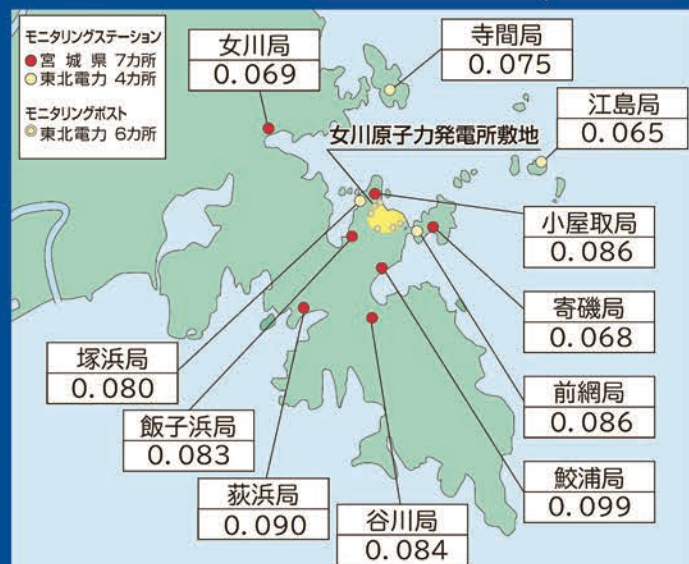 モニタリングステーション
宮城県 7カ所
東北電力 4カ所
モニタリングポスト
東北電力 6カ所
女川局
0.069
寺間局
0.075
江島局
0.065
女川原子力発電所敷地
小屋取局
0.086
寄磯局
0.068
前網局
0.086
鮫浦局
0.099
塚浜局
0.080
飯子浜局
0.083
荻浜局
0.090
谷川局
0.084